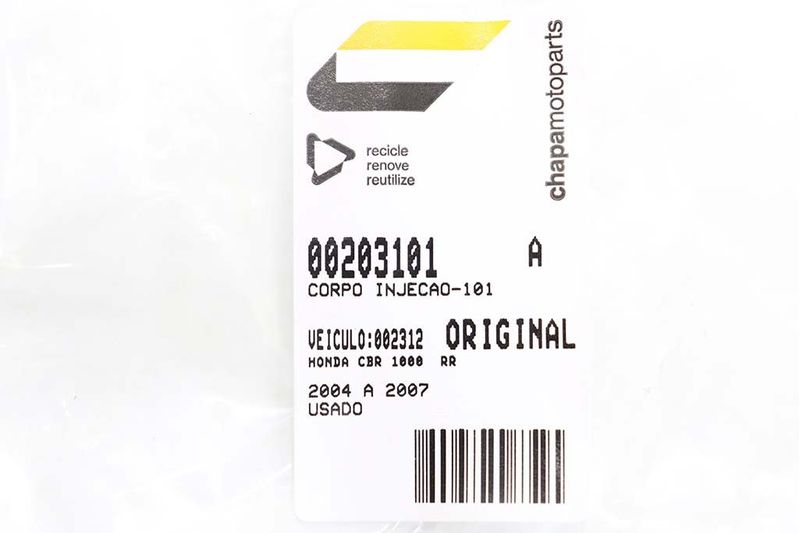 chapamotoparts
recicle
renove
reutilize
00203101 A
CORPO INJECAO-101
VEICULO:002312 ORIGINAL
HONDA CBR 1000 RR
2004 A 2007
USADO